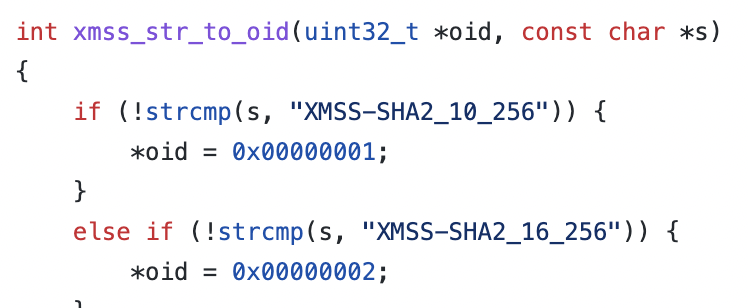 int xmss_str_to_oid(uint32_t *oid, const char *s)
{
    if (!strcmp(s, "XMSS-SHA2_10_256")) {
        *oid = 0x00000001;
    }
    else if (!strcmp(s, "XMSS-SHA2_16_256")) {
        *oid = 0x00000002;